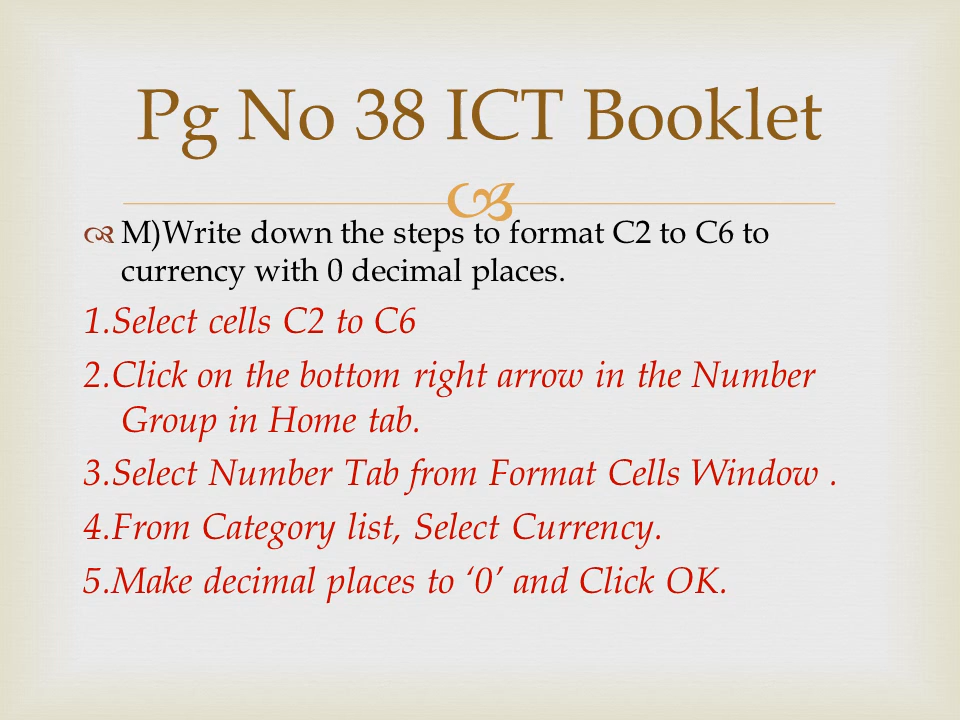 Pg No 38 ICT Booklet
M)Write down the steps to format C2 to C6 to
currency with 0 decimal places.
1.Select cells C2 to C6
2.Click on the bottom right arrow in the Number
Group in Home tab.
3.Select Number Tab from Format Cells Window .
4.From Category list, Select Currency.
5.Make decimal places to ‘0’ and Click OK.